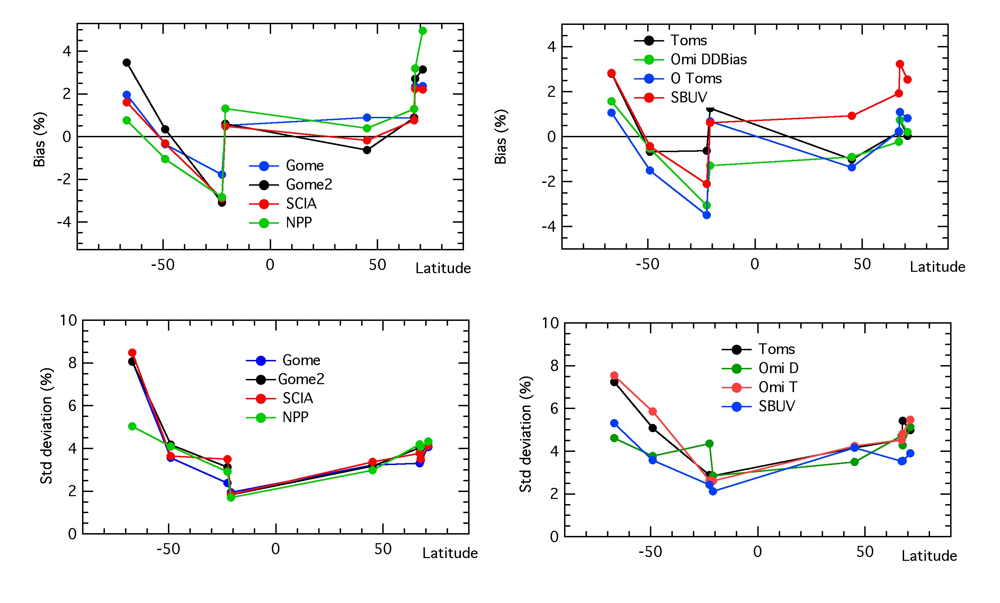 4
2
0
-2
-4
Bias (%)
Gome
Gome2
SCIA
NPP
-50
0
50
Latitude
4
2
0
-2
-4
Bias (%)
Toms
Omi DDBias
O Toms
SBUV
-50
0
50
Latitude
10
8
6
4
2
0
Std deviation (%)
Gome
Gome2
SCIA
NPP
-50
0
50
Latitude
10
8
6
4
2
0
Std deviation (%)
Toms
Omi D
Omi T
SBUV
-50
0
50
Latitude